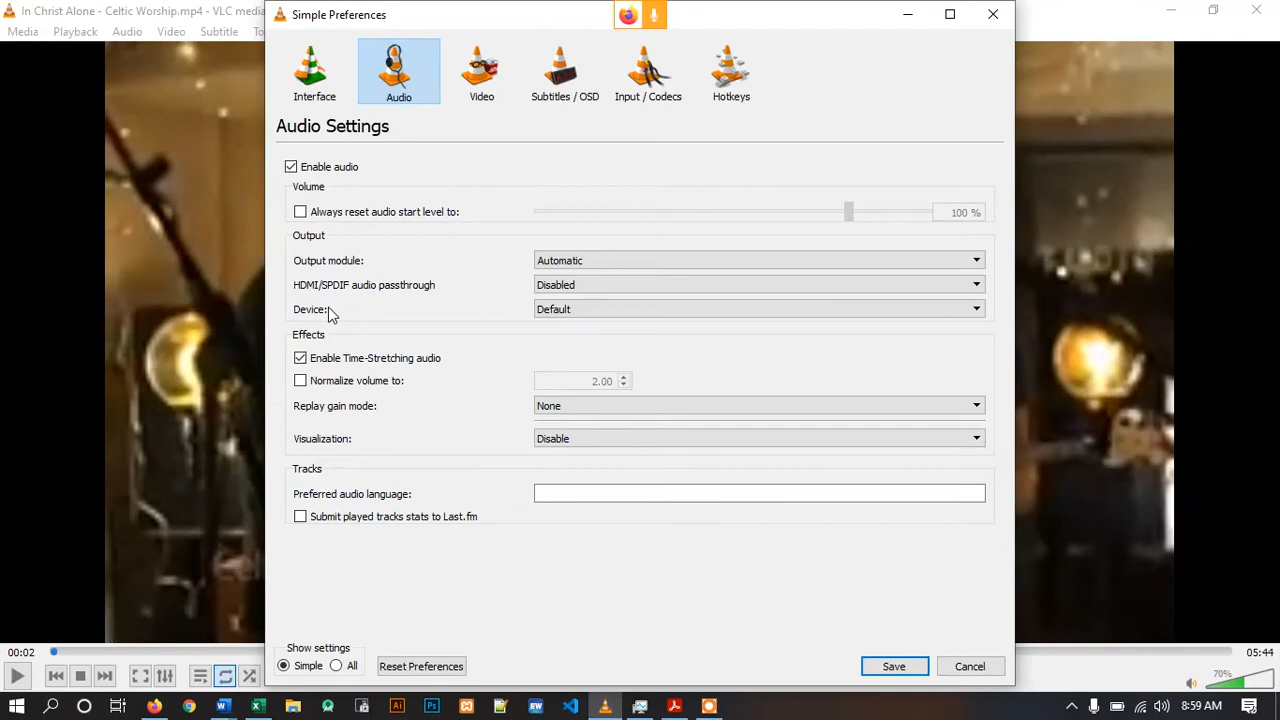 In Christ Alone - Celtic Worship.mp4 - VLC media
Simple Preferences
Media Playback Audio Video Subtitle To
Interface
Audio
Video
Subtitles / OSD
Input / Codecs
Hotkeys
Audio Settings
Enable audio
Volume
Always reset audio start level to: 100 %
Output
Output module: Automatic
HDMI/SPDIF audio passthrough Disabled
Device: Default
Effects
Enable Time-Stretching audio
Normalize volume to: 2.00
Replay gain mode: None
Visualization: Disable
Tracks
Preferred audio language:
Submit played tracks stats to Last.fm
Show settings
Simple All Reset Preferences Save Cancel
00:02 05:44
70%
Ai Ps EW
8:59 AM